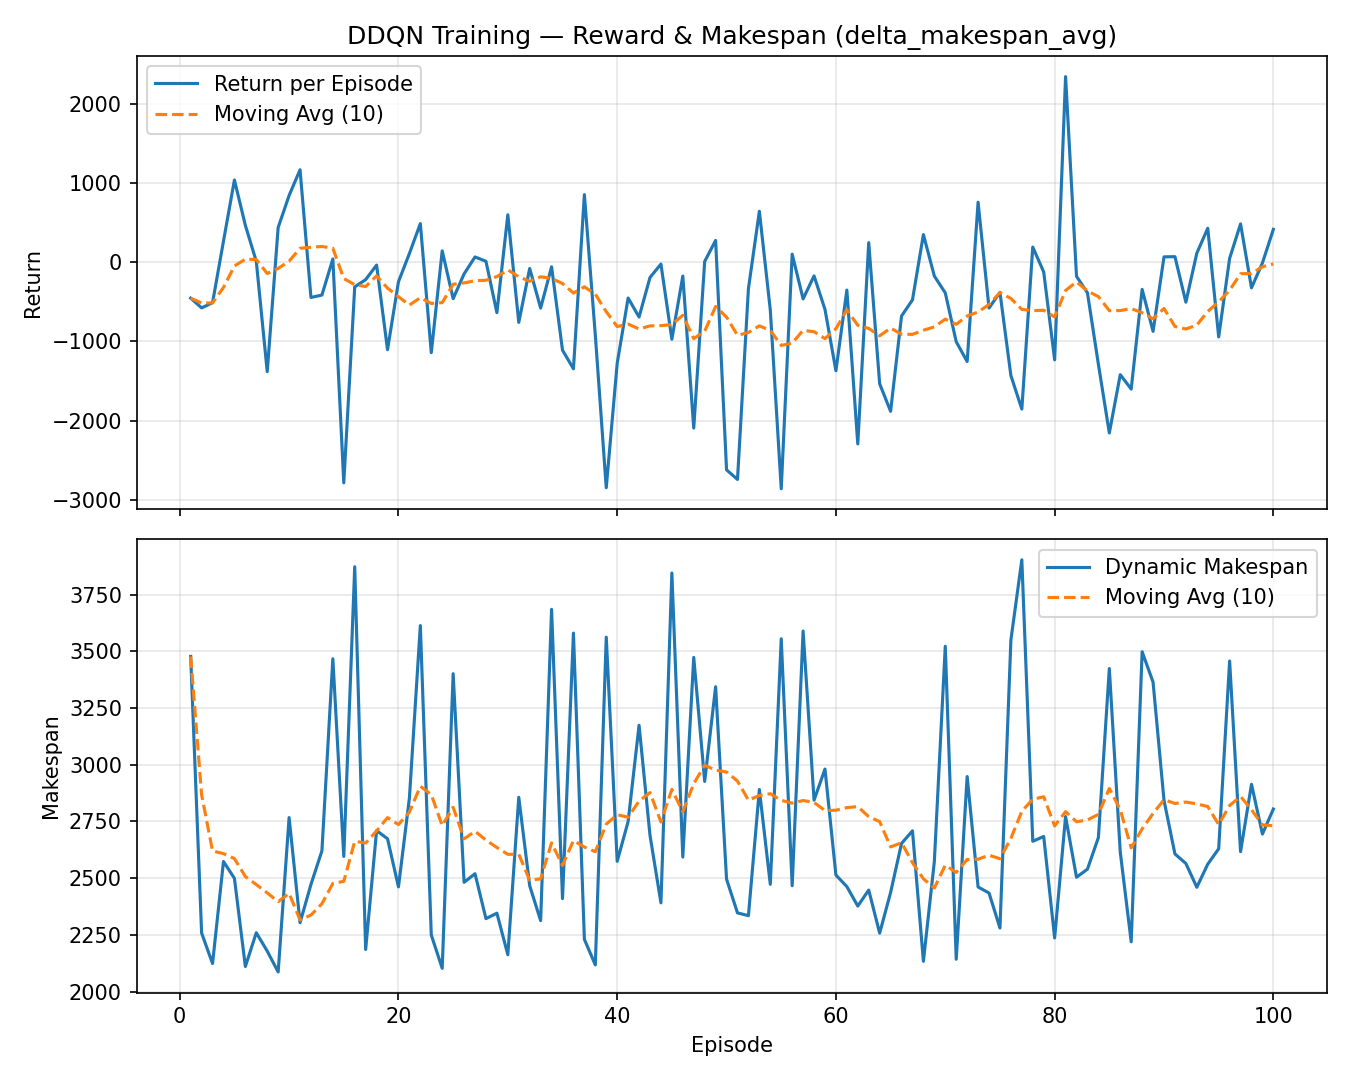 DDQN Training — Reward & Makespan (delta_makespan_avg)
Return per Episode
Moving Avg (10)
2000
1000
0
−1000
−2000
−3000
Return
Dynamic Makespan
Moving Avg (10)
3750
3500
3250
3000
2750
2500
2250
2000
Makespan
0 20 40 60 80 100
Episode